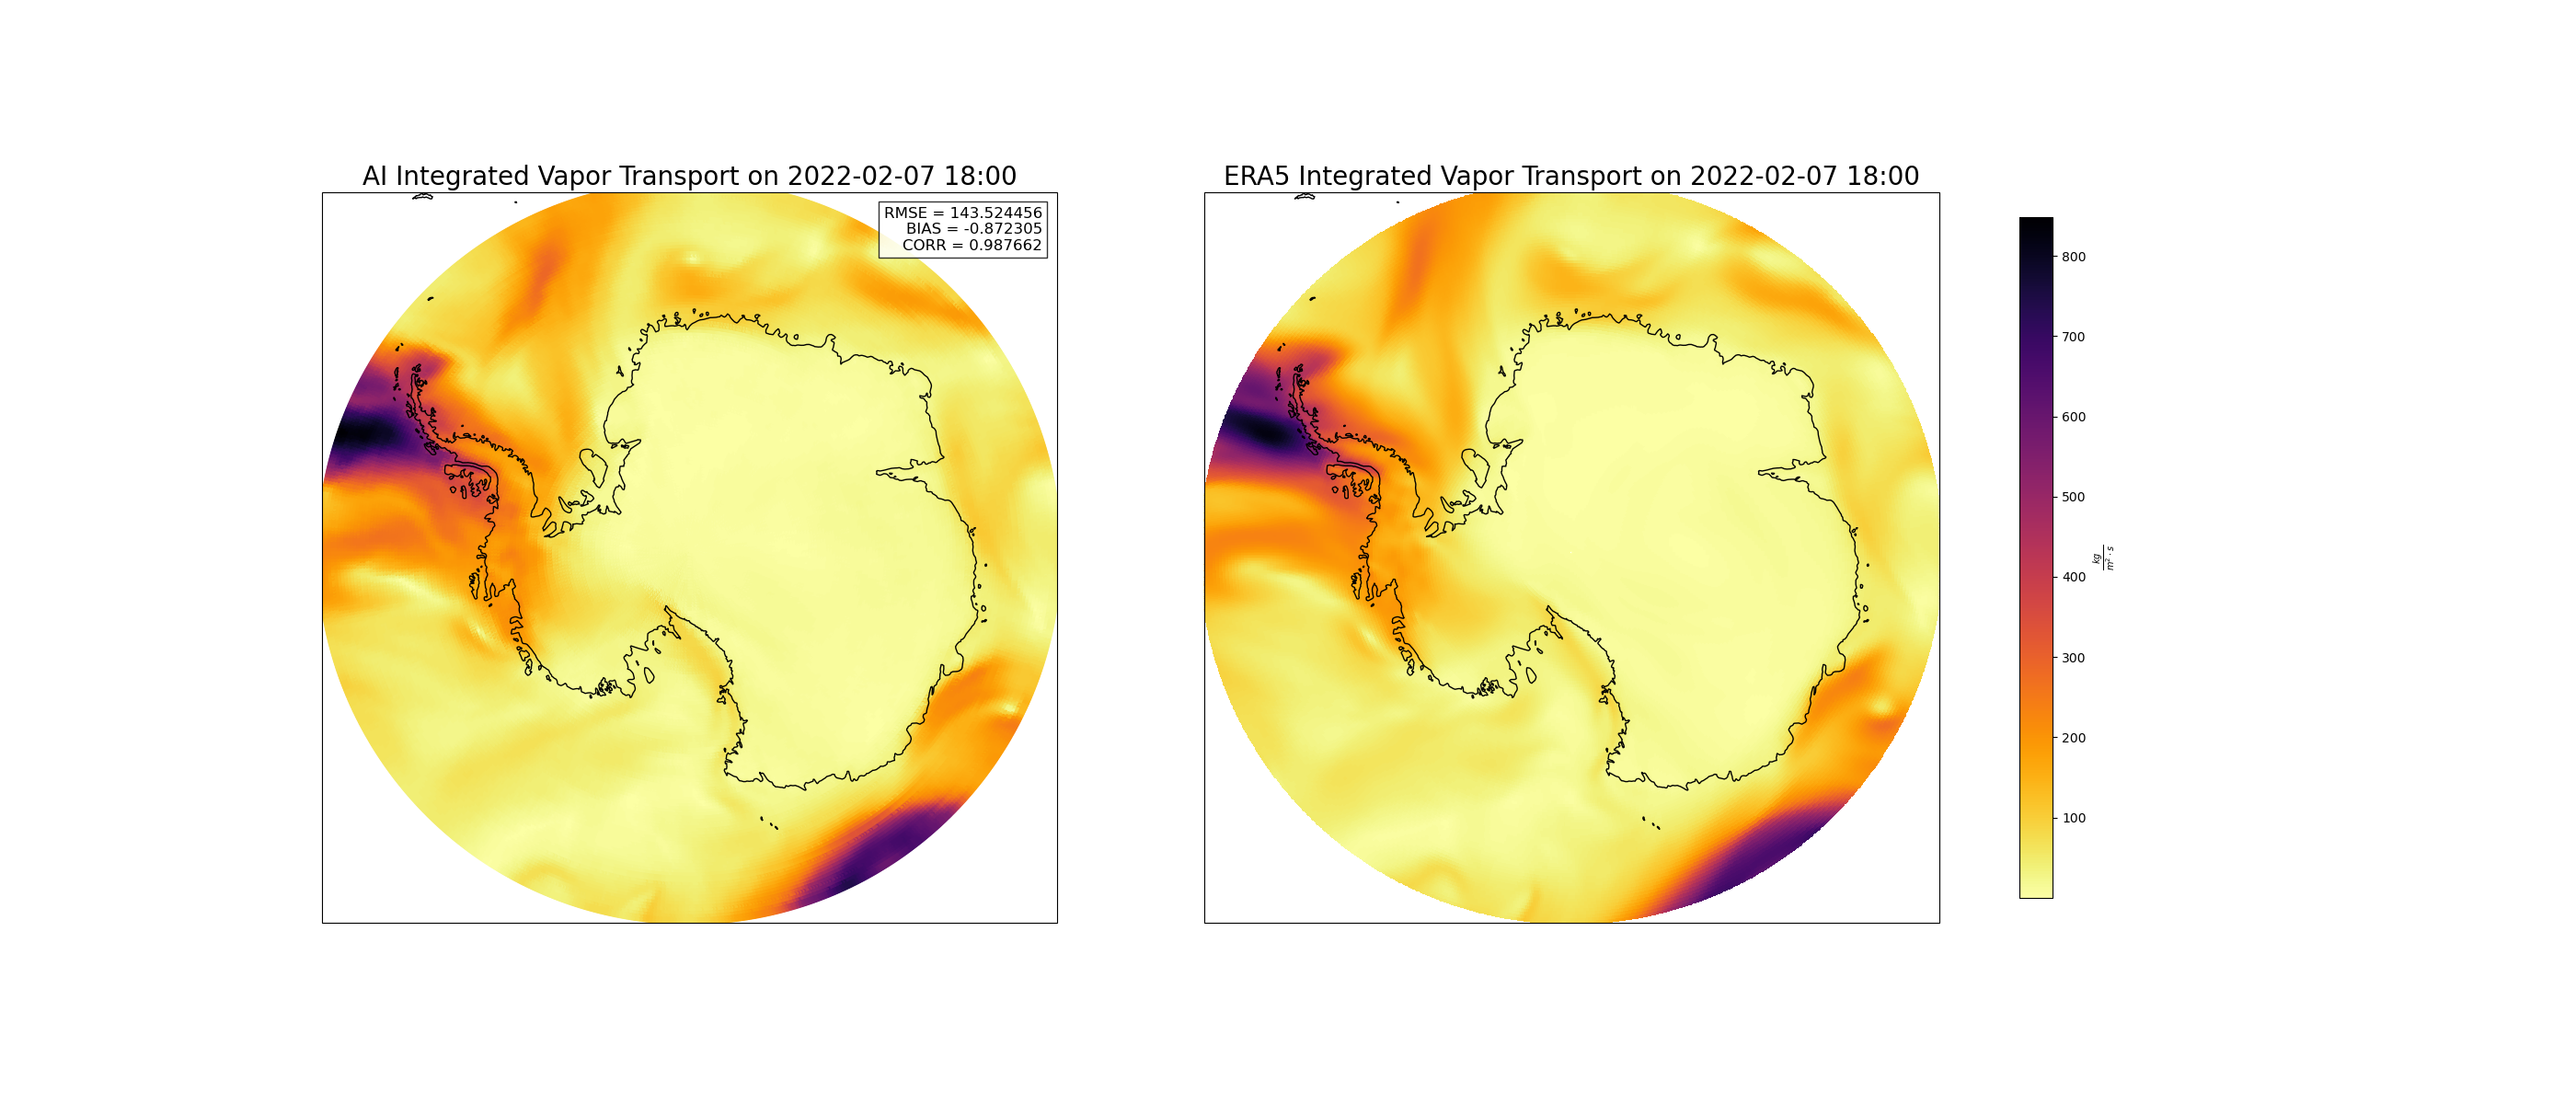 AI Integrated Vapor Transport on 2022-02-07 18:00
RMSE = 143.524456
BIAS = -0.872305
CORR = 0.987662
ERA5 Integrated Vapor Transport on 2022-02-07 18:00
800
700
600
500
400
300
200
100
kg
m² · s